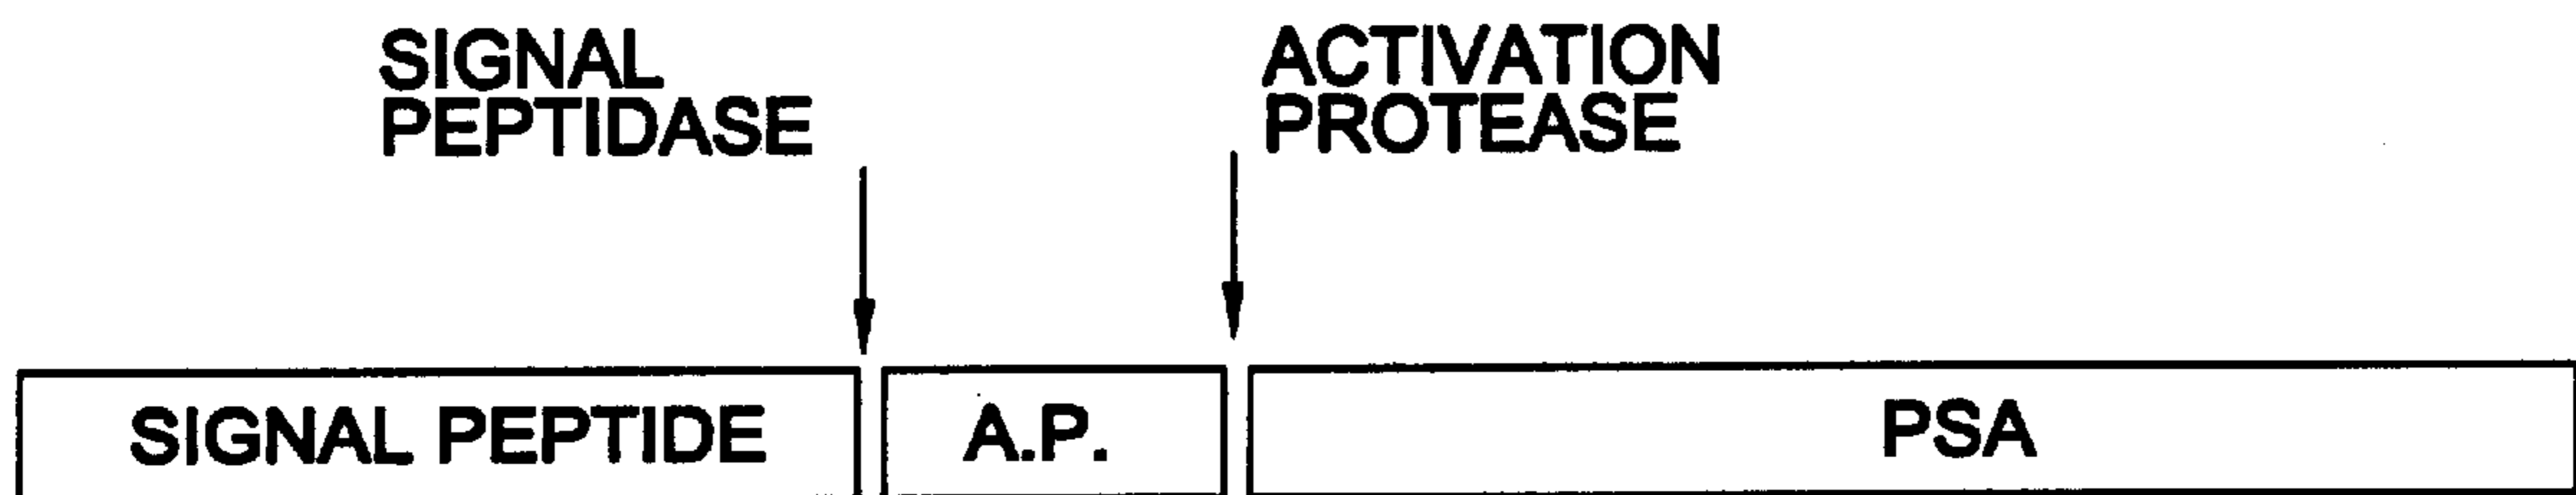 SIGNAL
PEPTIDASE
ACTIVATION
PROTEASE
SIGNAL PEPTIDE
A.P.
PSA